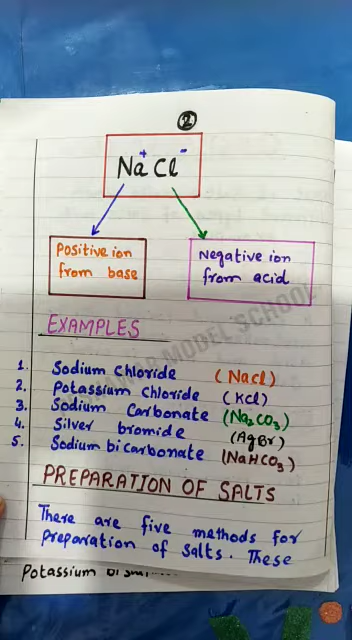 2
Na⁺Cl⁻
Positive ion
from base
Negative ion
from acid
EXAMPLES
1. Sodium Chloride (Nacl)
2. Potassium Chloride (Kcl)
3. Sodium Carbonate (Na₂CO₃)
4. Silver bromide (AgBr)
5. Sodium bicarbonate (NaHCO₃)
PREPARATION OF SALTS
There are five methods for
preparation of salts. These
Potassium
MODEL SCHOOL